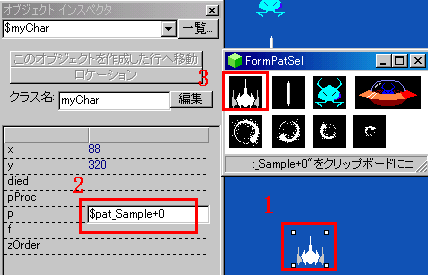 オブジェクト インスペクタ
$myChar
一覧...
このオブジェクトを作成した行へ移動
ロケーション
クラス名:
myChar
編集
3
FormPatSel
:_Sample+0"をクリップボードにニ
x 88
y 320
died
pProc
2
p $pat_Sample+0
f
zOrder
1